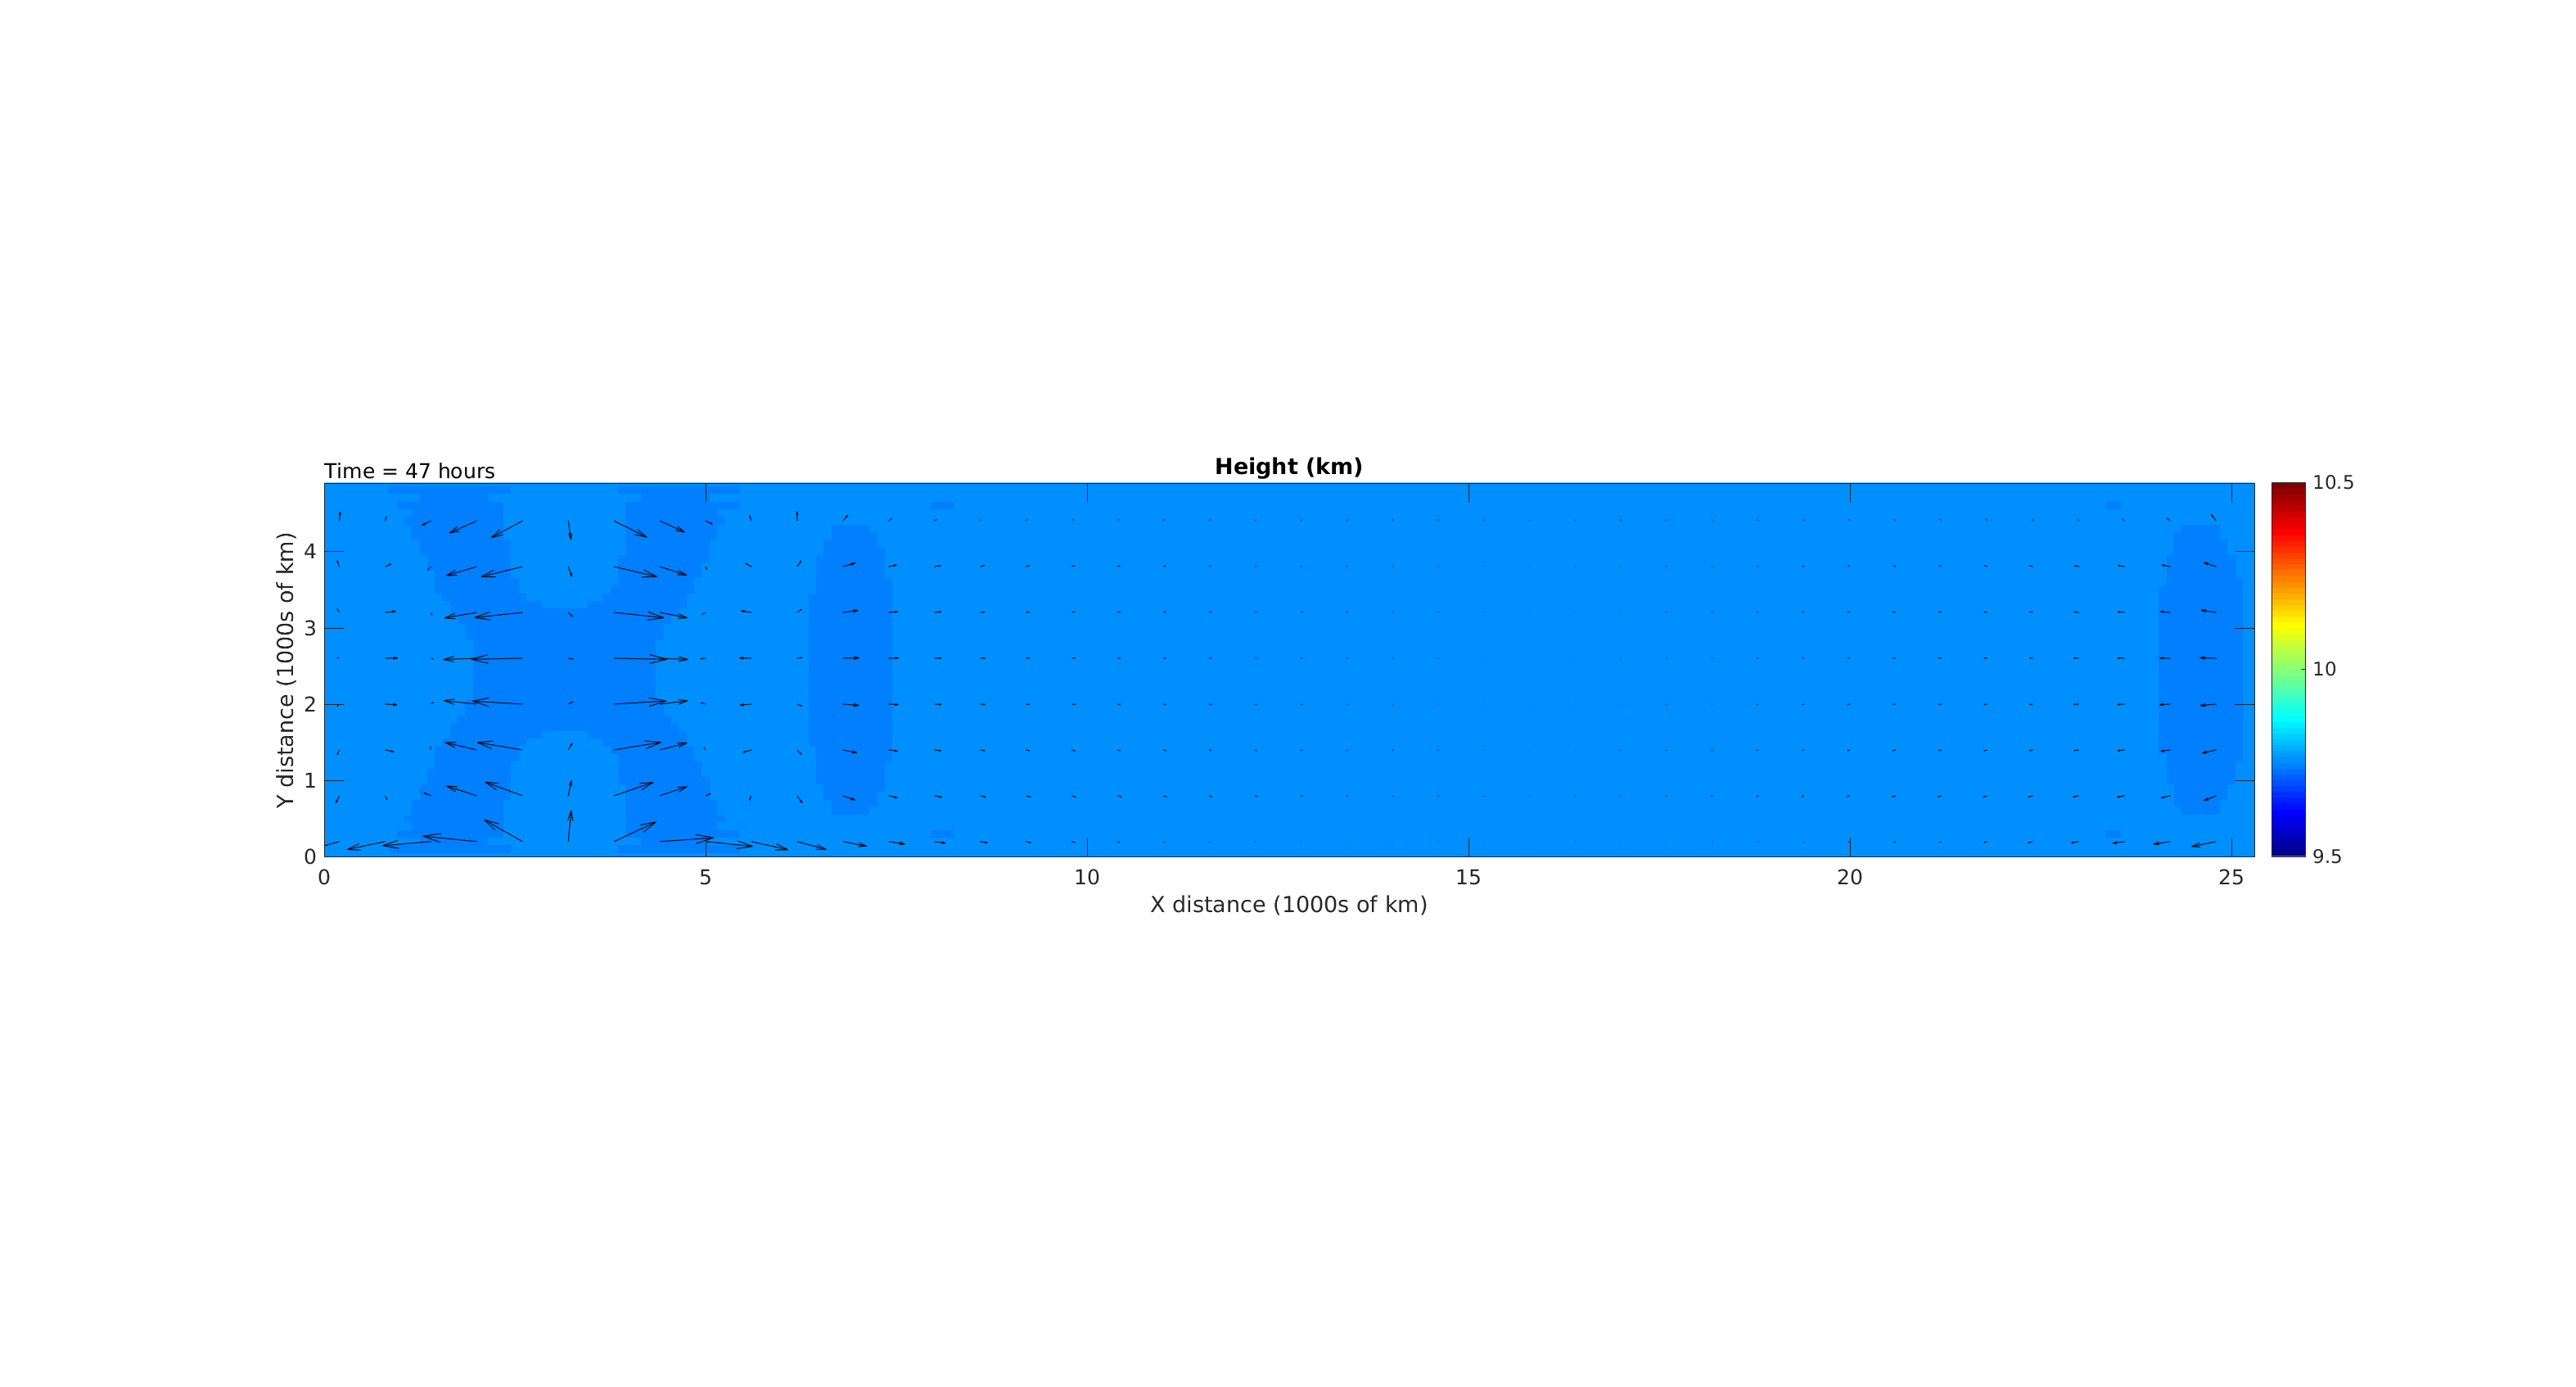 Time = 47 hours
Height (km)
10.5
10
9.5
Y distance (1000s of km)
4
3
2
1
0
0 5 10 15 20 25
X distance (1000s of km)